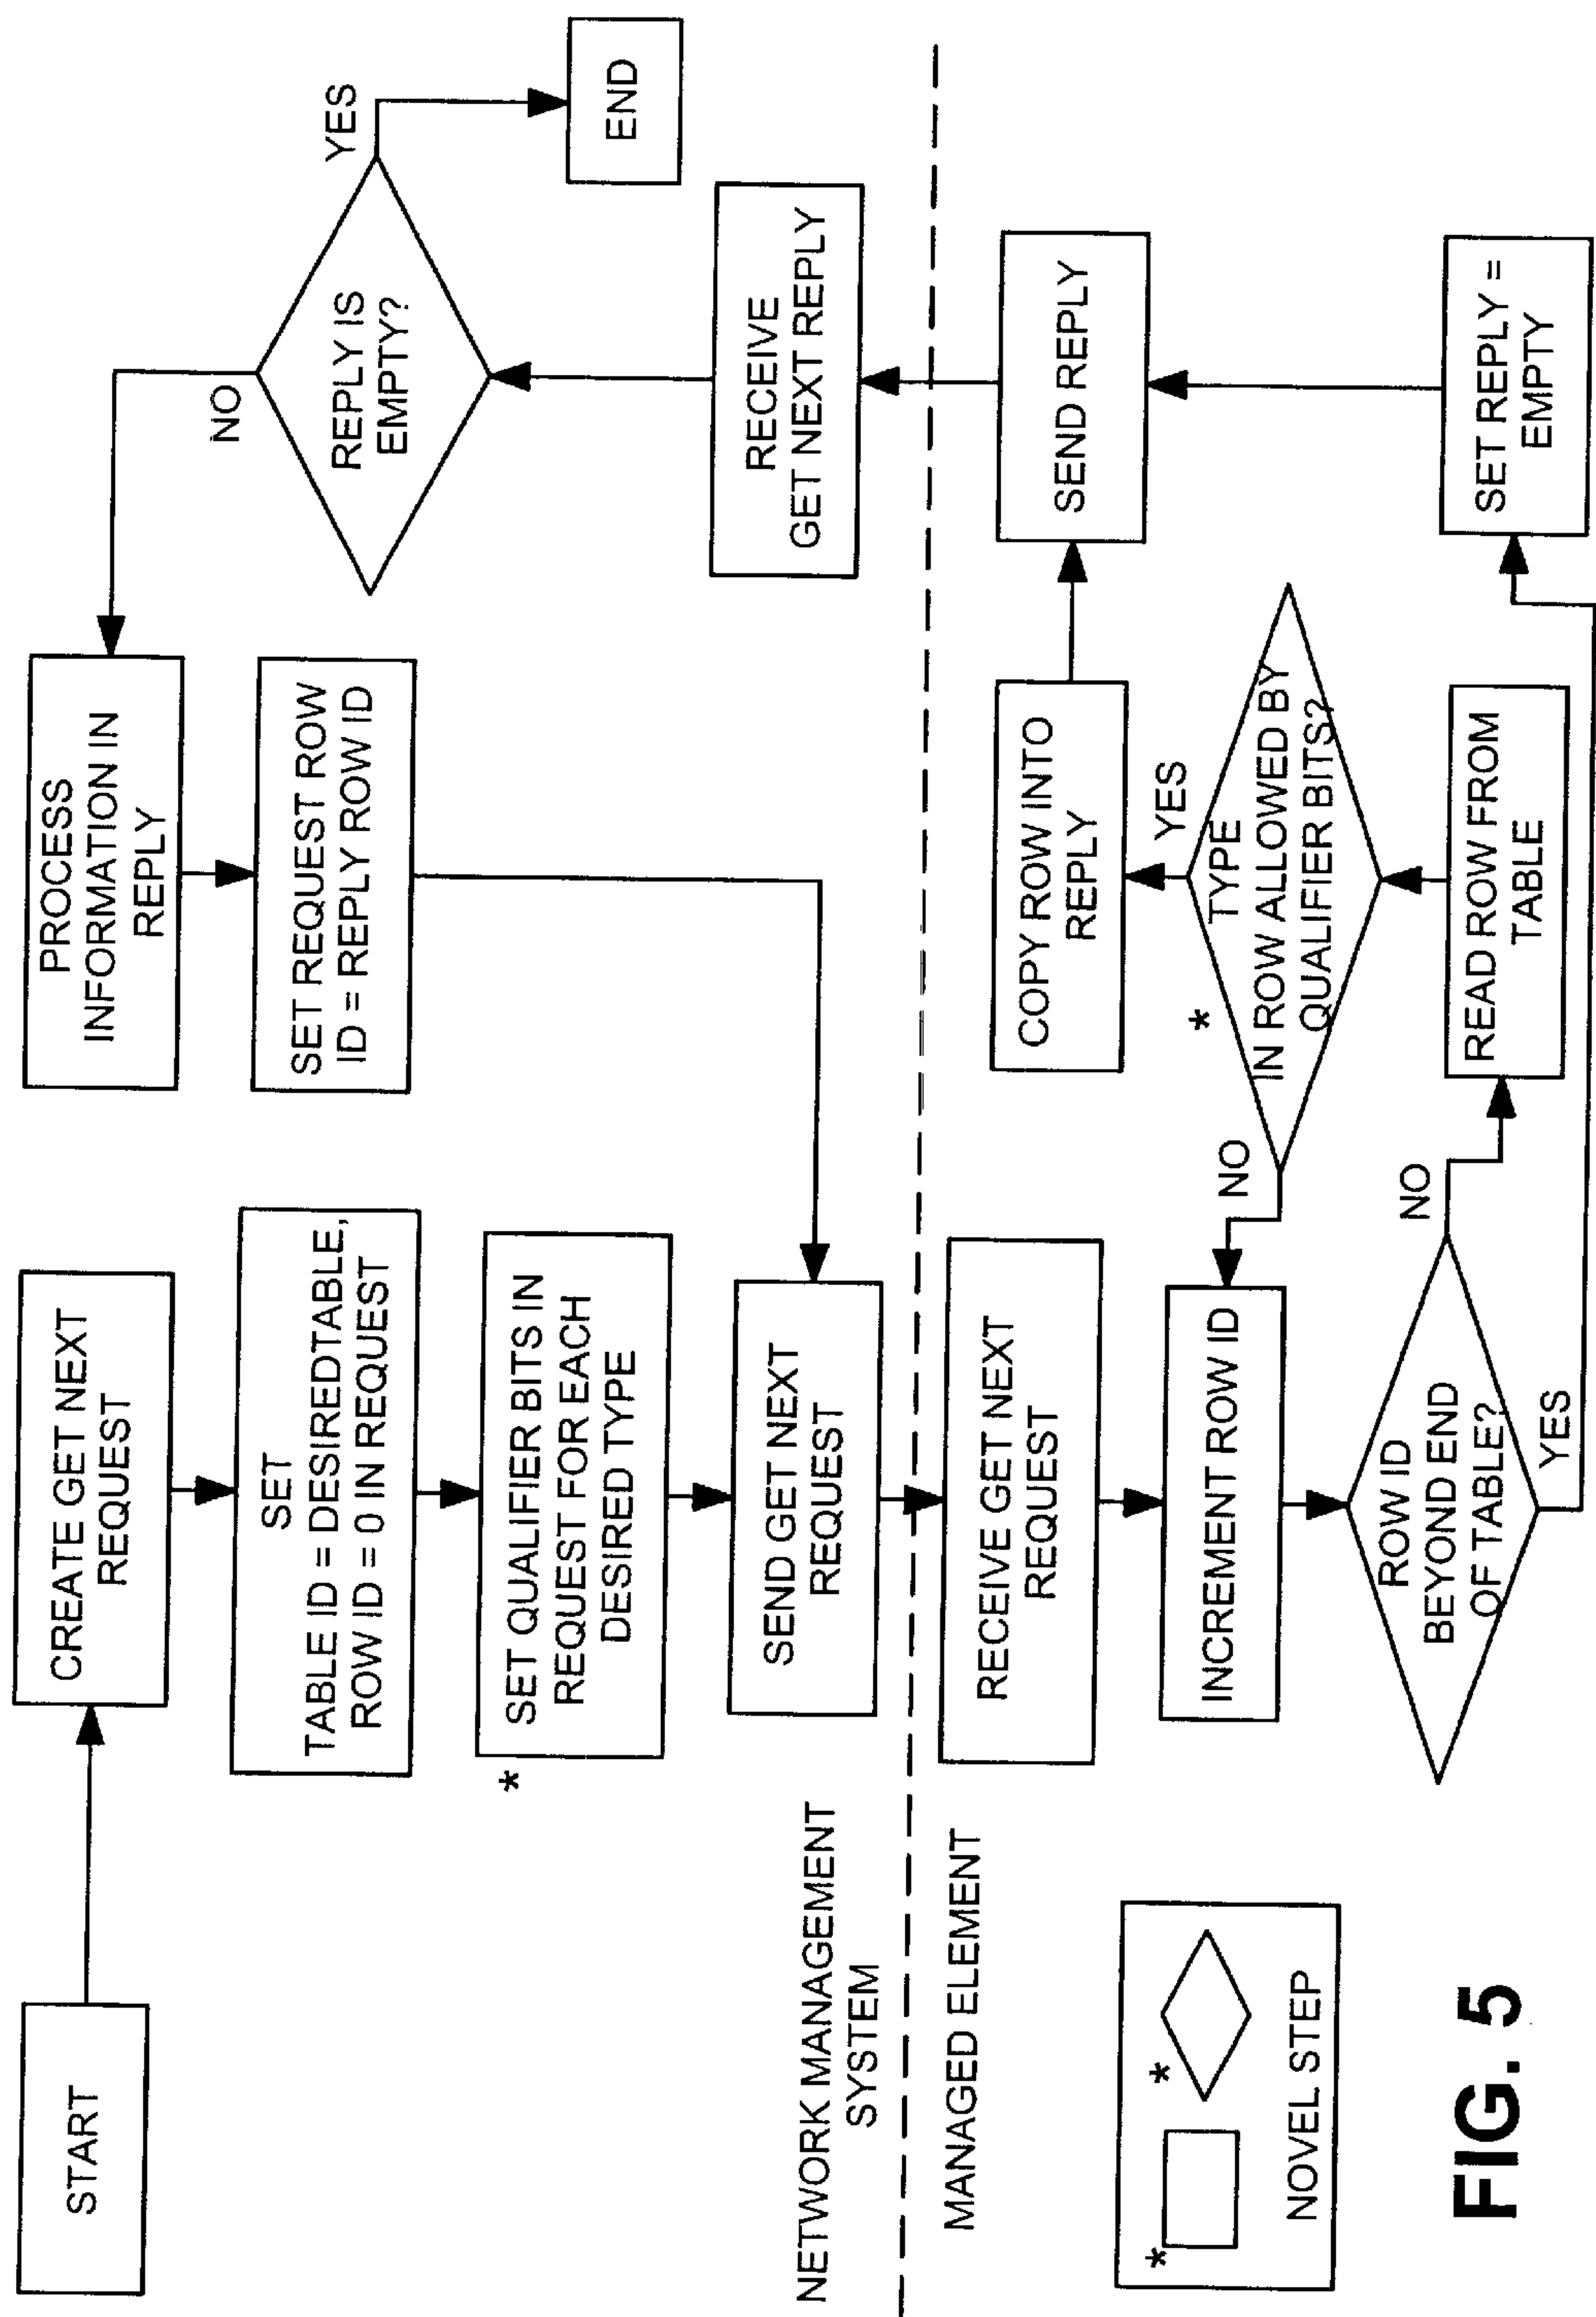 START
CREATE GET NEXT
REQUEST
SET
TABLE ID = DESIREDTABLE,
ROW ID = 0 IN REQUEST
*
SET QUALIFIER BITS IN
REQUEST FOR EACH
DESIRED TYPE
SEND GET NEXT
REQUEST
PROCESS
INFORMATION IN
REPLY
SET REQUEST ROW
ID = REPLY ROW ID
NO
REPLY IS
EMPTY?
YES
END
RECEIVE
GET NEXT REPLY
NETWORK MANAGEMENT
SYSTEM
MANAGED ELEMENT
RECEIVE GET NEXT
REQUEST
INCREMENT ROW ID
ROW ID
BEYOND END
OF TABLE?
NO
YES
READ ROW FROM
TABLE
*
TYPE
IN ROW ALLOWED BY
QUALIFIER BITS?
NO
YES
COPY ROW INTO
REPLY
SEND REPLY
SET REPLY =
EMPTY
* *
NOVEL STEP
FIG. 5